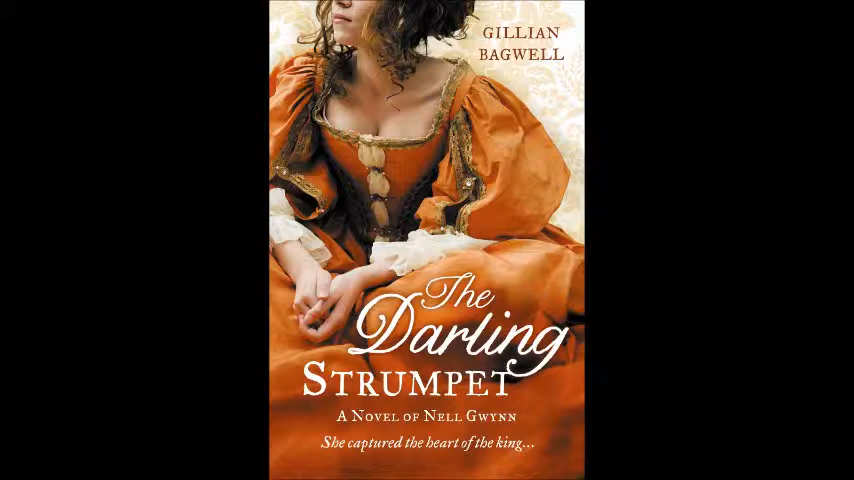 GILLIAN
BAGWELL
The
Darling
STRUMPET
A NOVEL OF NELL GWYNN
She captured the heart of the king...